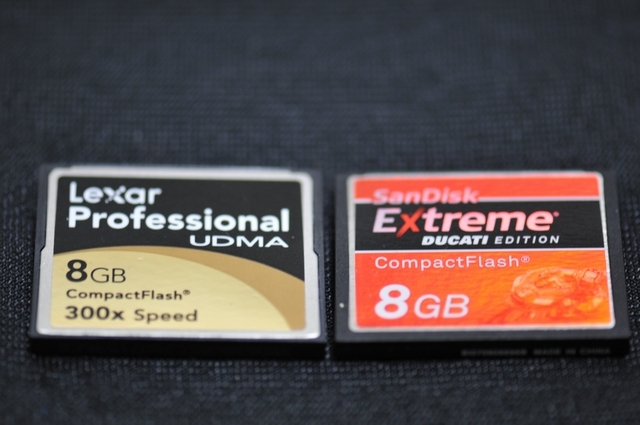 Lexar
Professional
UDMA
8GB
CompactFlash®
300x Speed
SanDisk
Extreme®
DUCATI EDITION
CompactFlash®
8GB